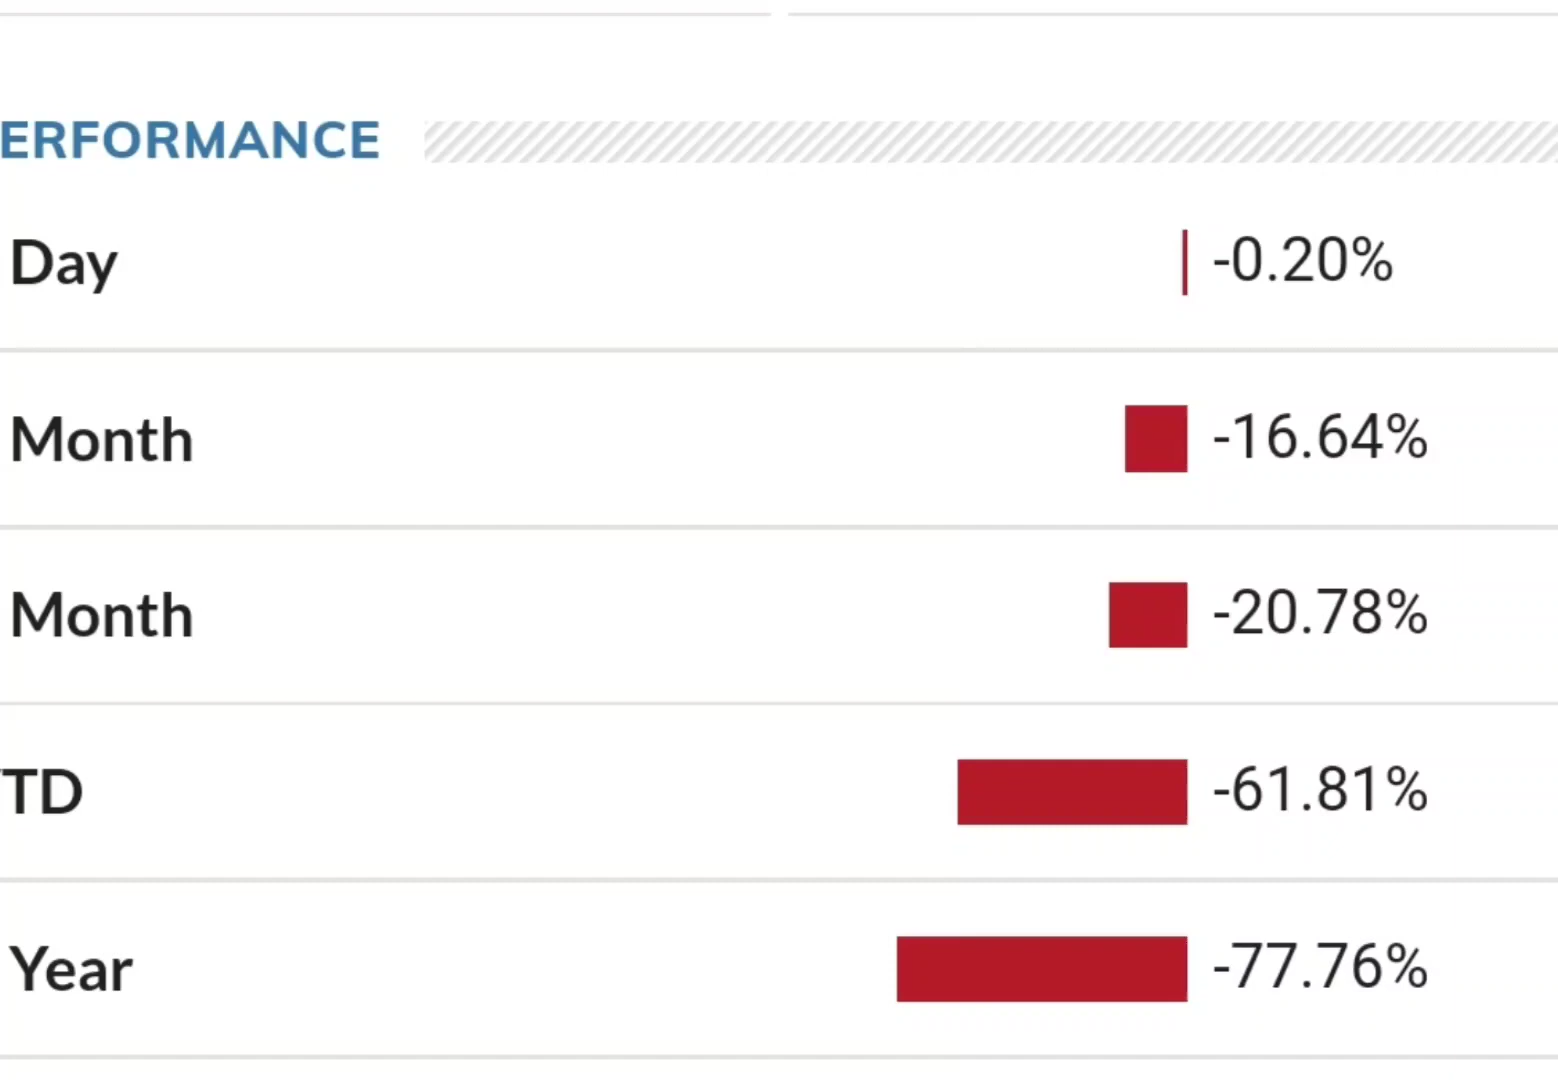 ERFORMANCE
Day -0.20%
Month -16.64%
Month -20.78%
TD -61.81%
Year -77.76%